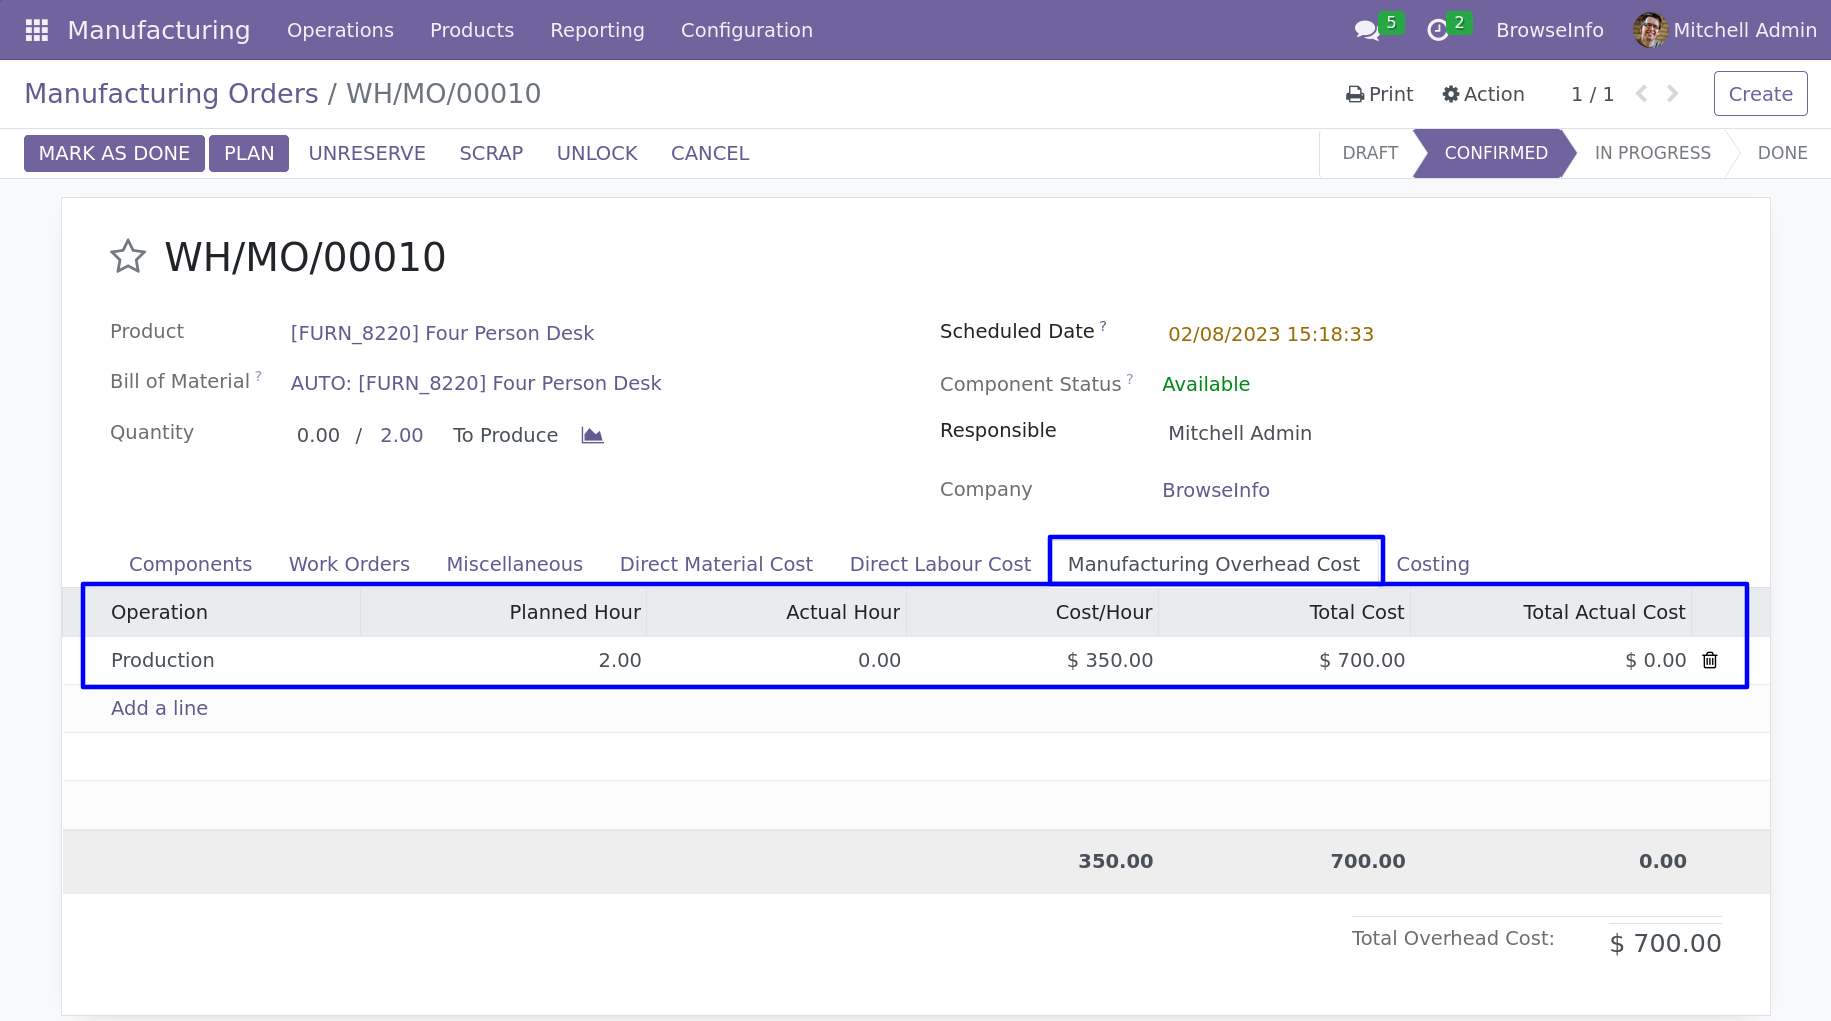 Manufacturing Operations Products Reporting Configuration 5 2 BrowseInfo Mitchell Admin
Manufacturing Orders / WH/MO/00010 Print Action 1 / 1 Create
MARK AS DONE PLAN UNRESERVE SCRAP UNLOCK CANCEL DRAFT CONFIRMED IN PROGRESS DONE
WH/MO/00010
Product [FURN_8220] Four Person Desk Scheduled Date ? 02/08/2023 15:18:33
Bill of Material ? AUTO: [FURN_8220] Four Person Desk Component Status ? Available
Quantity 0.00 / 2.00 To Produce Responsible Mitchell Admin
Company BrowseInfo
Components Work Orders Miscellaneous Direct Material Cost Direct Labour Cost Manufacturing Overhead Cost Costing
Operation Planned Hour Actual Hour Cost/Hour Total Cost Total Actual Cost
Production 2.00 0.00 $ 350.00 $ 700.00 $ 0.00
Add a line
350.00 700.00 0.00
Total Overhead Cost: $ 700.00